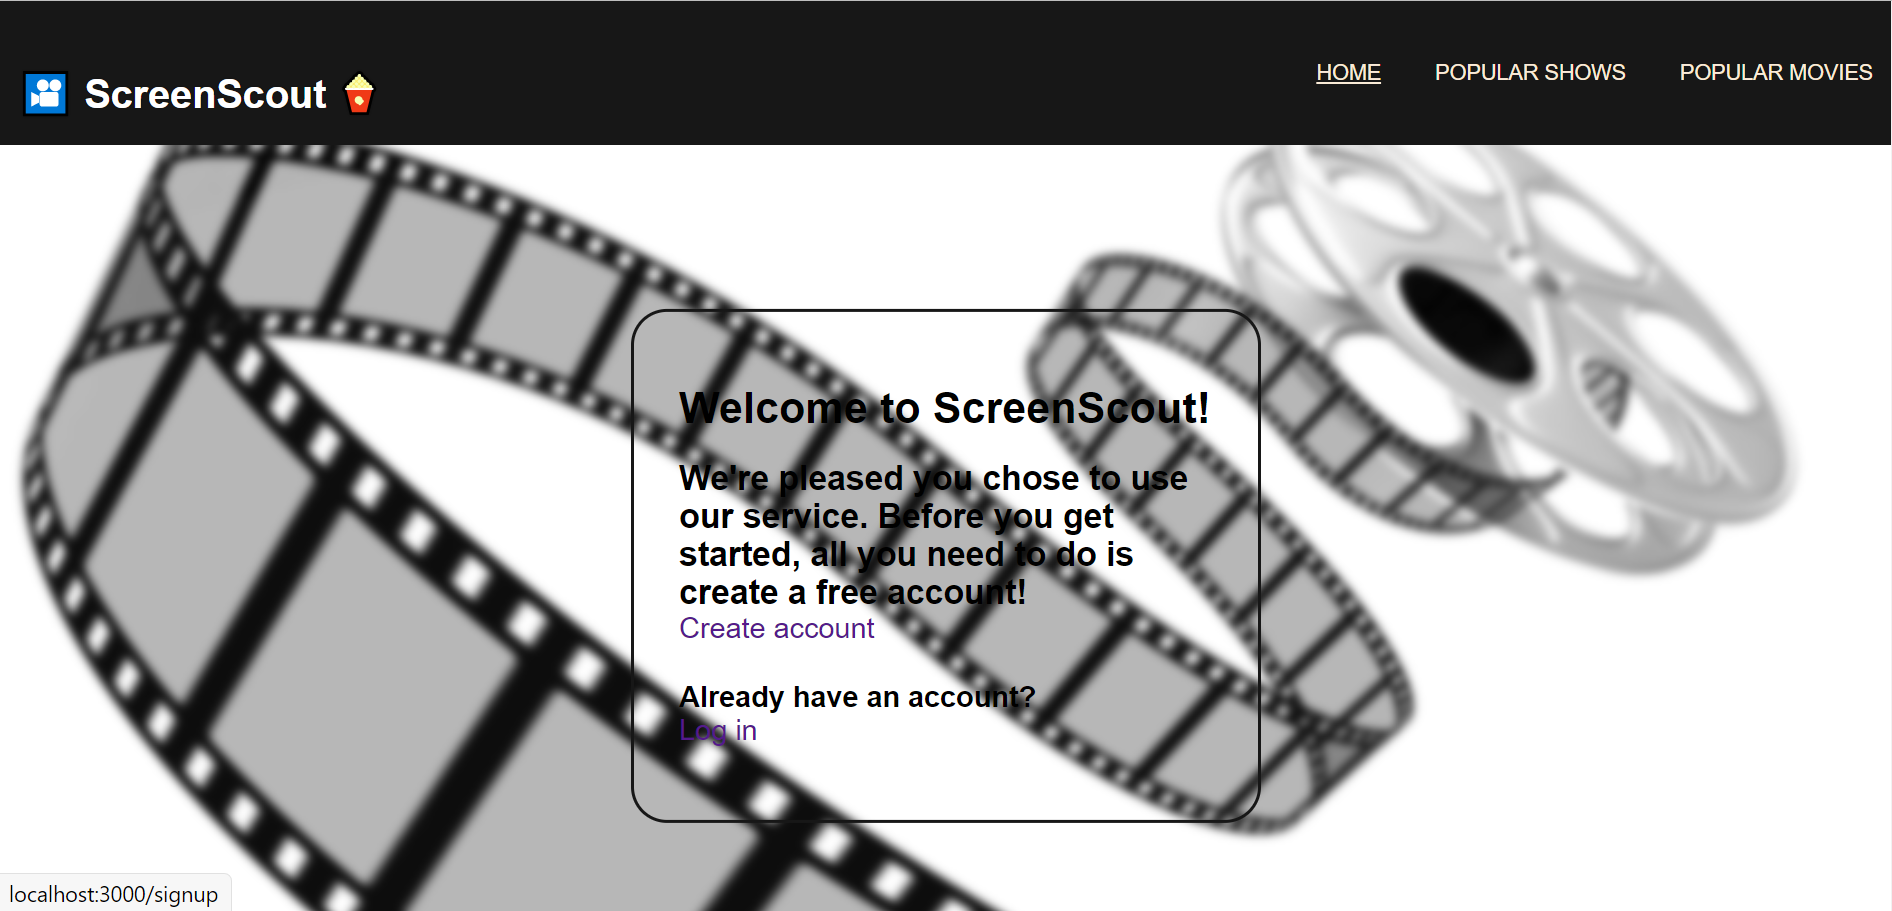 ScreenScout
HOME POPULAR SHOWS POPULAR MOVIES
Welcome to ScreenScout!
We're pleased you chose to use
our service. Before you get
started, all you need to do is
create a free account!
Create account
Already have an account?
Log in
localhost:3000/signup